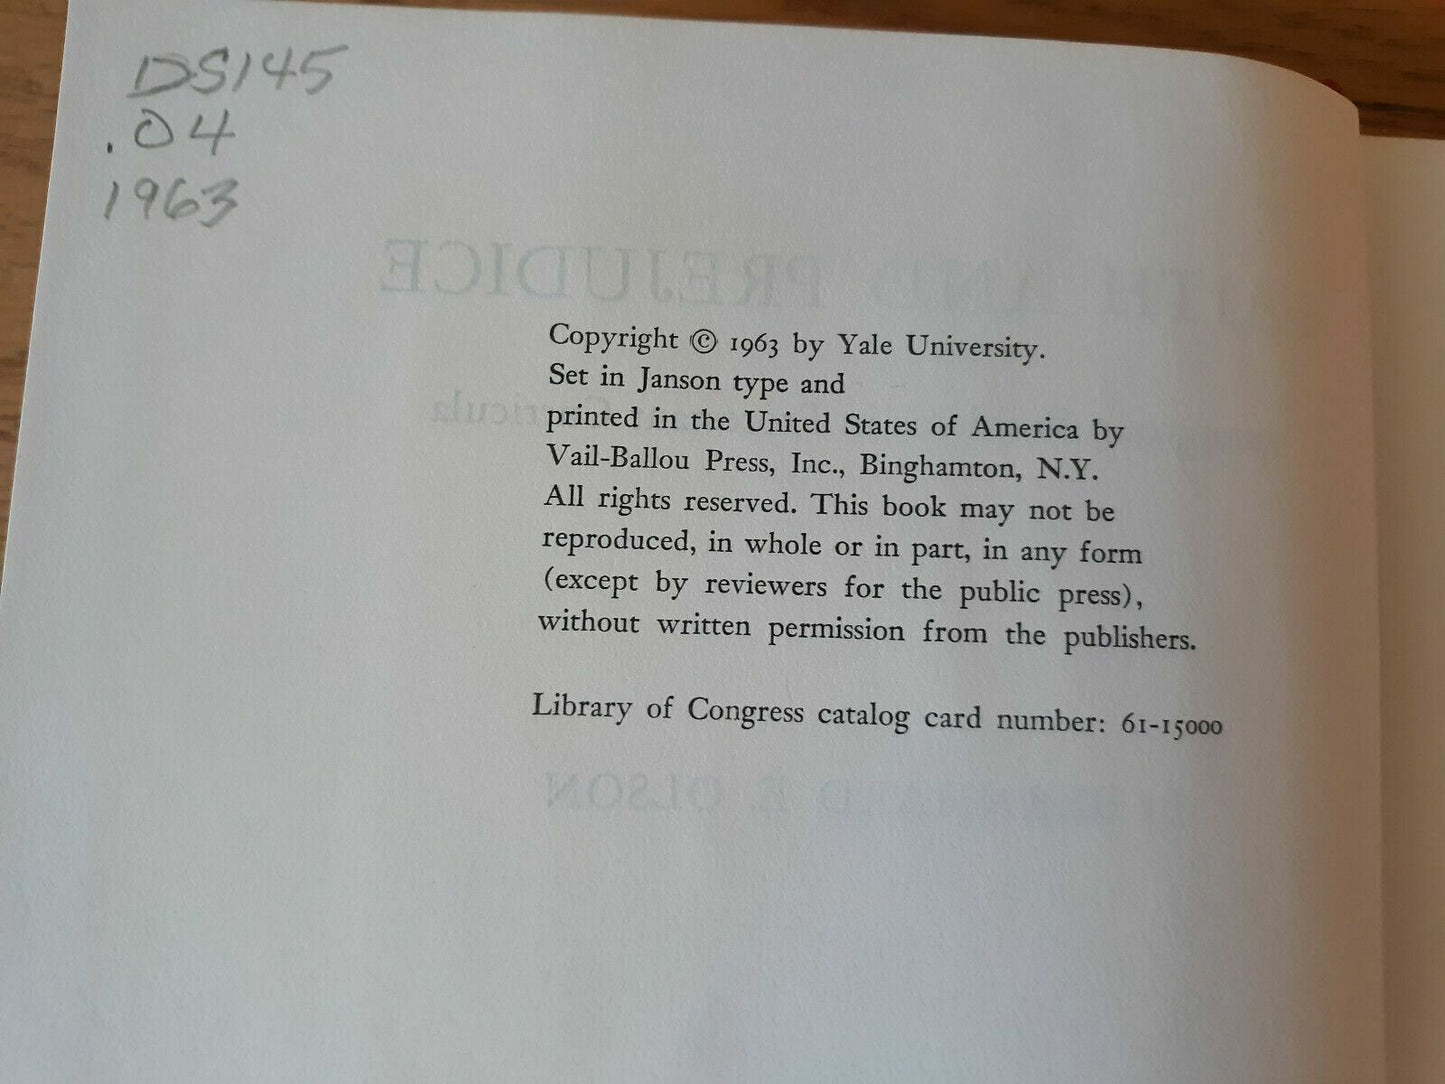 DS145
.04
1963
PREJUDICE
Copyright © 1963 by Yale University.
Set in Janson type and
printed in the United States of America by
Vail-Ballou Press, Inc., Binghamton, N.Y.
All rights reserved. This book may not be
reproduced, in whole or in part, in any form
(except by reviewers for the public press),
without written permission from the publishers.
Library of Congress catalog card number: 61-15000
E. OLSON